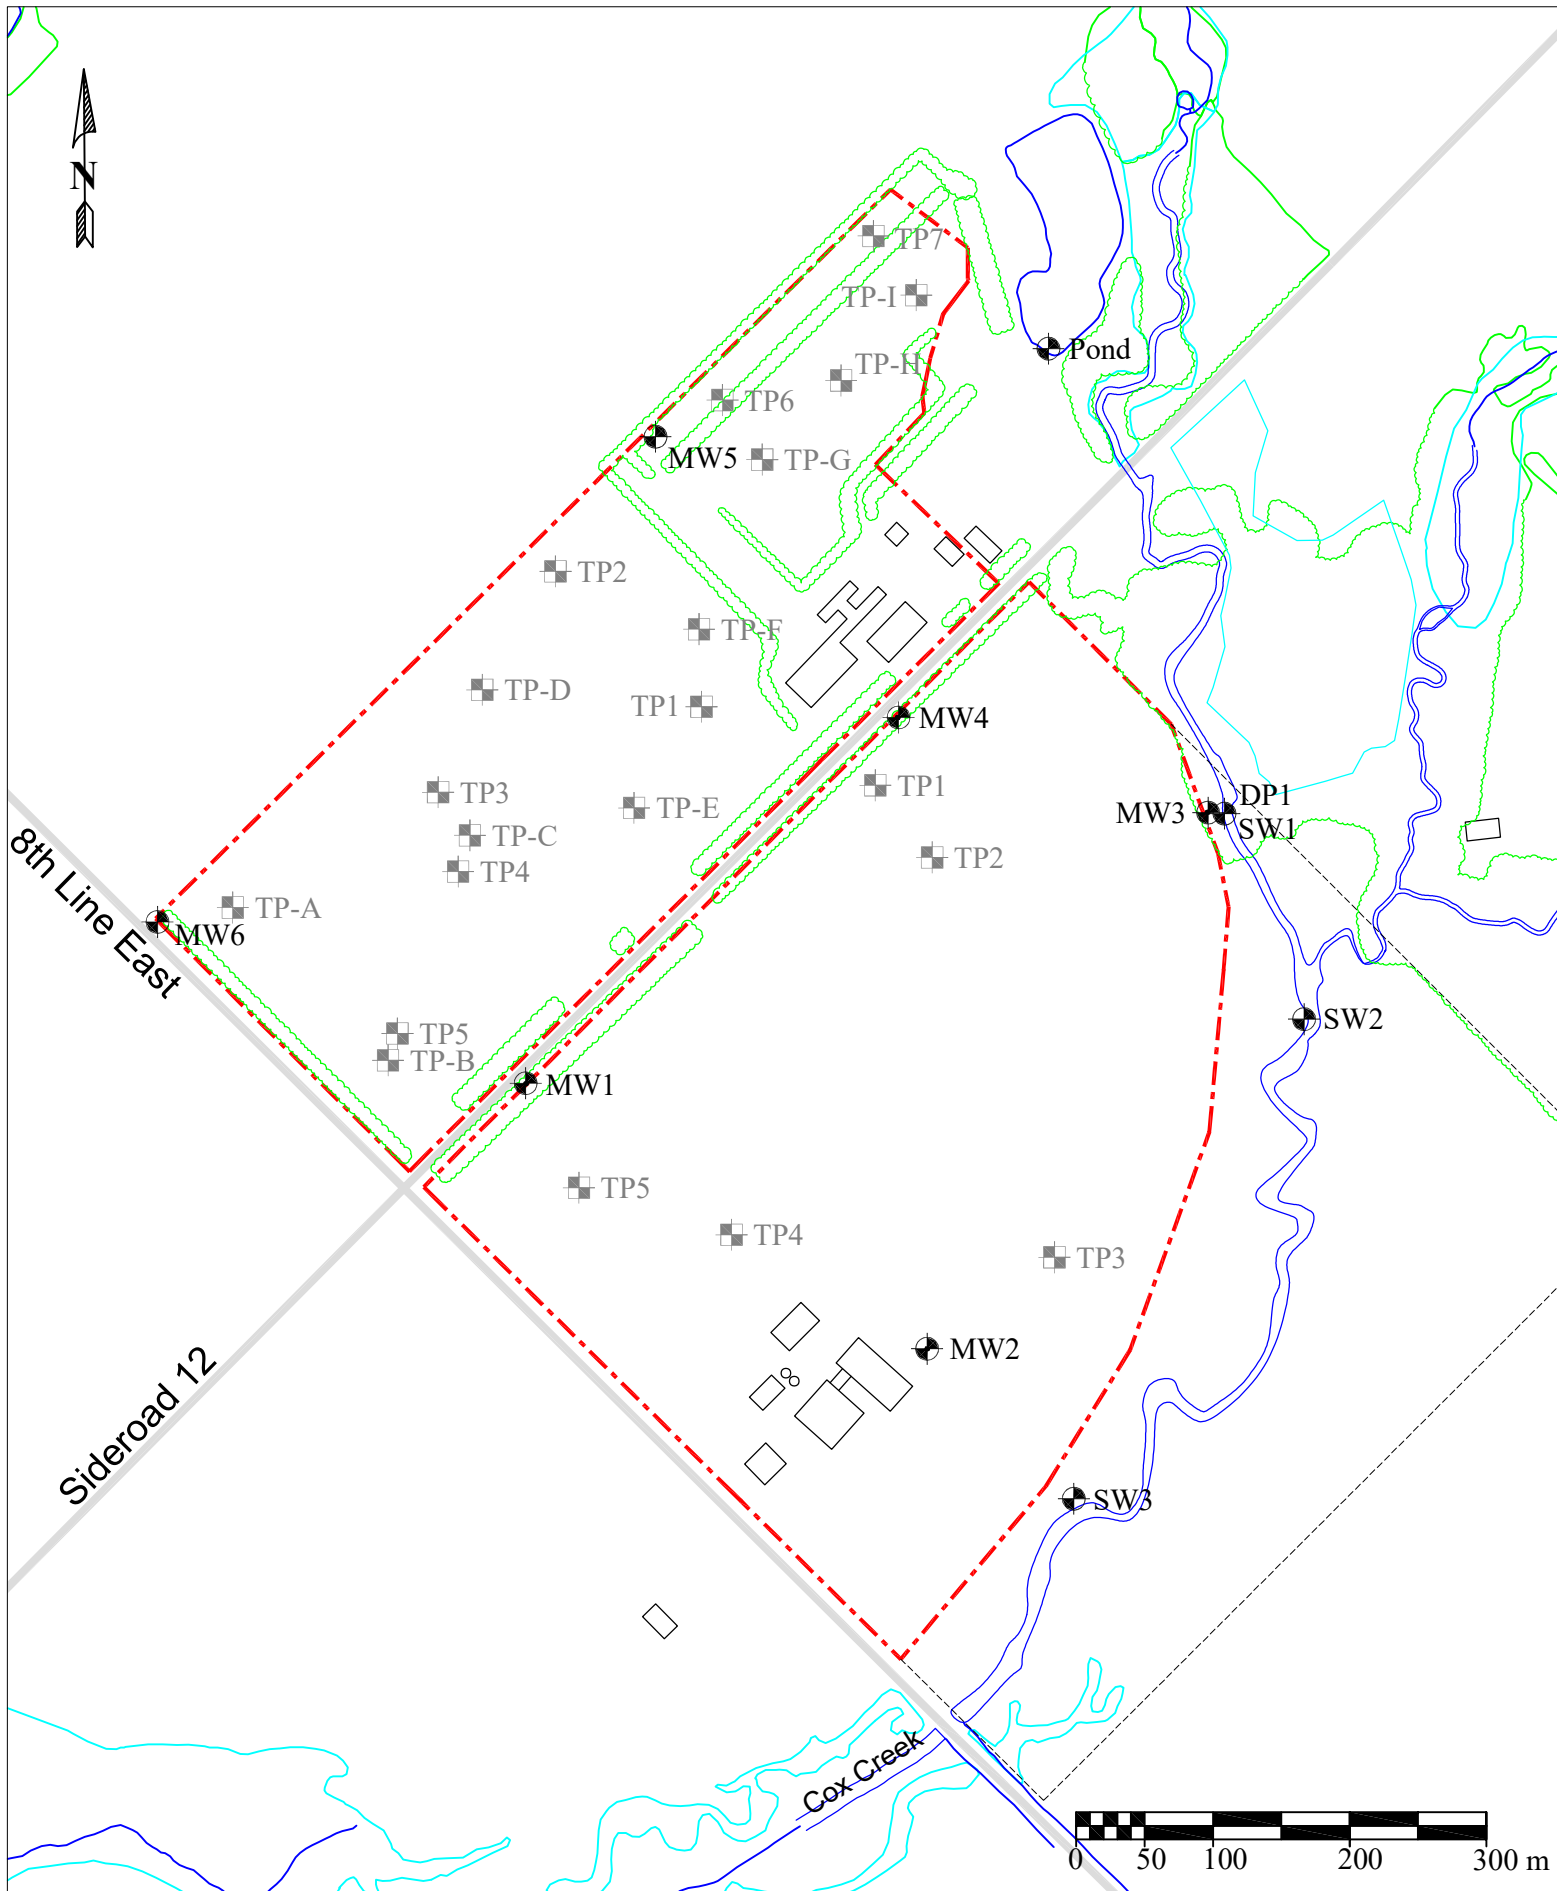 N
TP7
TP-I
Pond
TP-H
TP6
MW5
TP-G
TP2
TP-F
TP-D
TP1
MW4
TP3
TP-E
TP1
MW3
DP1
SW1
TP-C
TP4
TP2
8th Line East
TP-A
MW6
SW2
TP5
TP-B
MW1
TP5
TP4
TP3
MW2
Sideroad 12
SW3
Cox Creek
0 50 100 200 300 m